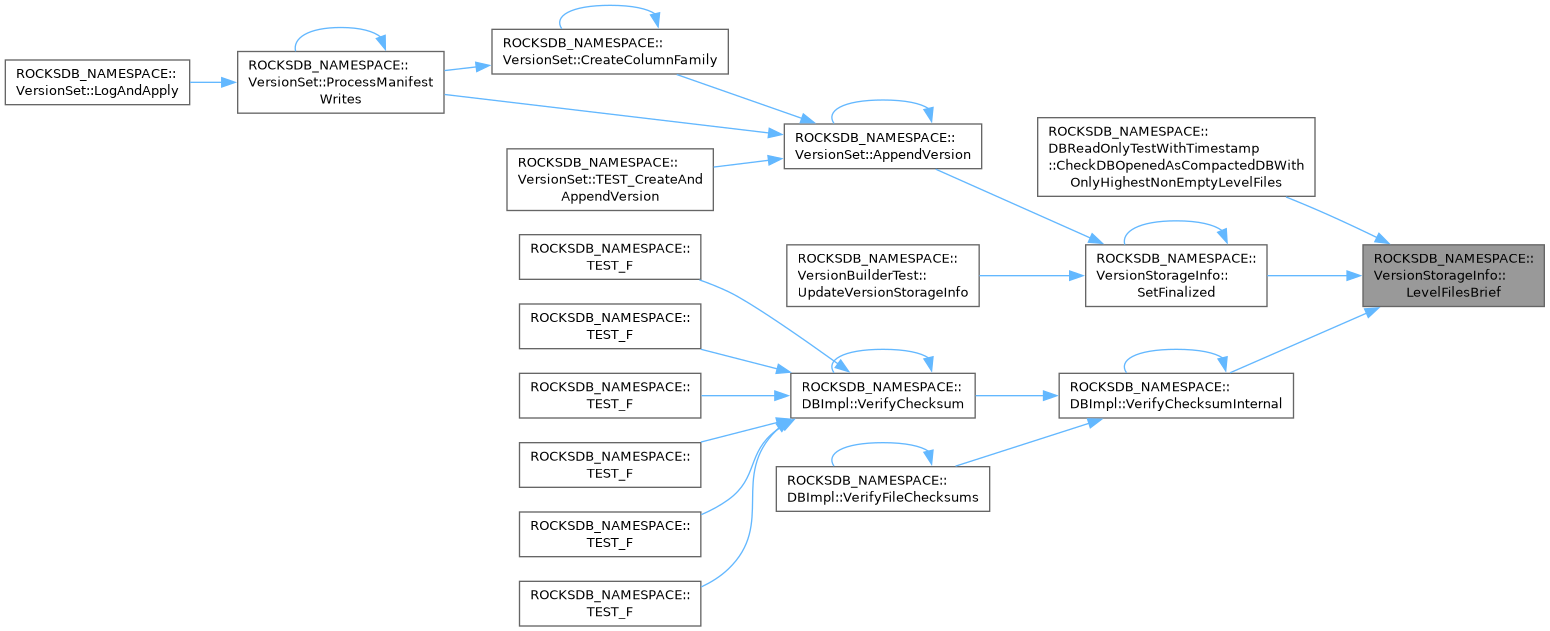 ROCKSDB_NAMESPACE::
VersionSet::LogAndApply
ROCKSDB_NAMESPACE::
VersionSet::ProcessManifest
Writes
ROCKSDB_NAMESPACE::
VersionSet::CreateColumnFamily
ROCKSDB_NAMESPACE::
VersionSet::TEST_CreateAnd
AppendVersion
ROCKSDB_NAMESPACE::
TEST_F
ROCKSDB_NAMESPACE::
TEST_F
ROCKSDB_NAMESPACE::
TEST_F
ROCKSDB_NAMESPACE::
TEST_F
ROCKSDB_NAMESPACE::
TEST_F
ROCKSDB_NAMESPACE::
TEST_F
ROCKSDB_NAMESPACE::
VersionSet::AppendVersion
ROCKSDB_NAMESPACE::
VersionBuilderTest::
UpdateVersionStorageInfo
ROCKSDB_NAMESPACE::
DBImpl::VerifyChecksum
ROCKSDB_NAMESPACE::
DBImpl::VerifyFileChecksums
ROCKSDB_NAMESPACE::
DBReadOnlyTestWithTimestamp
::CheckDBOpenedAsCompactedDBWith
OnlyHighestNonEmptyLevelFiles
ROCKSDB_NAMESPACE::
VersionStorageInfo::
SetFinalized
ROCKSDB_NAMESPACE::
DBImpl::VerifyChecksumInternal
ROCKSDB_NAMESPACE::
VersionStorageInfo::
LevelFilesBrief